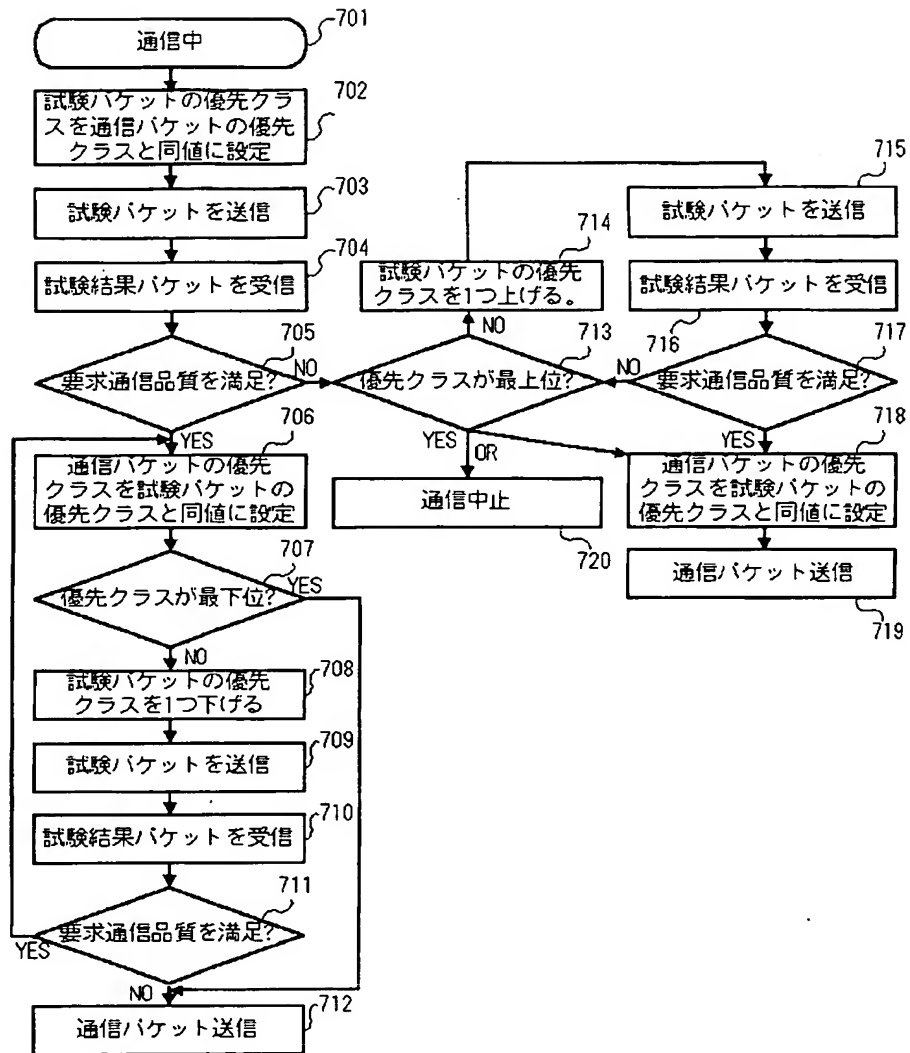 通信中
701
試験パケットの優先クラ
スを通信パケットの優先
クラスと同値に設定
702
試験パケットを送信
703
試験結果パケットを受信
704
要求通信品質を満足?
705
NO
YES
通信パケットの優先
クラスを試験パケットの
優先クラスと同値に設定
706
優先クラスが最下位?
707
YES
NO
試験パケットの優先
クラスを1つ下げる
708
試験パケットを送信
709
試験結果パケットを受信
710
要求通信品質を満足?
711
YES
NO
通信パケット送信
712
優先クラスが最上位?
713
NO
YES
OR
試験パケットの優先
クラスを1つ上げる。
714
通信中止
720
試験パケットを送信
715
試験結果パケットを受信
716
要求通信品質を満足?
717
NO
YES
通信パケットの優先
クラスを試験パケットの
優先クラスと同値に設定
718
通信パケット送信
719